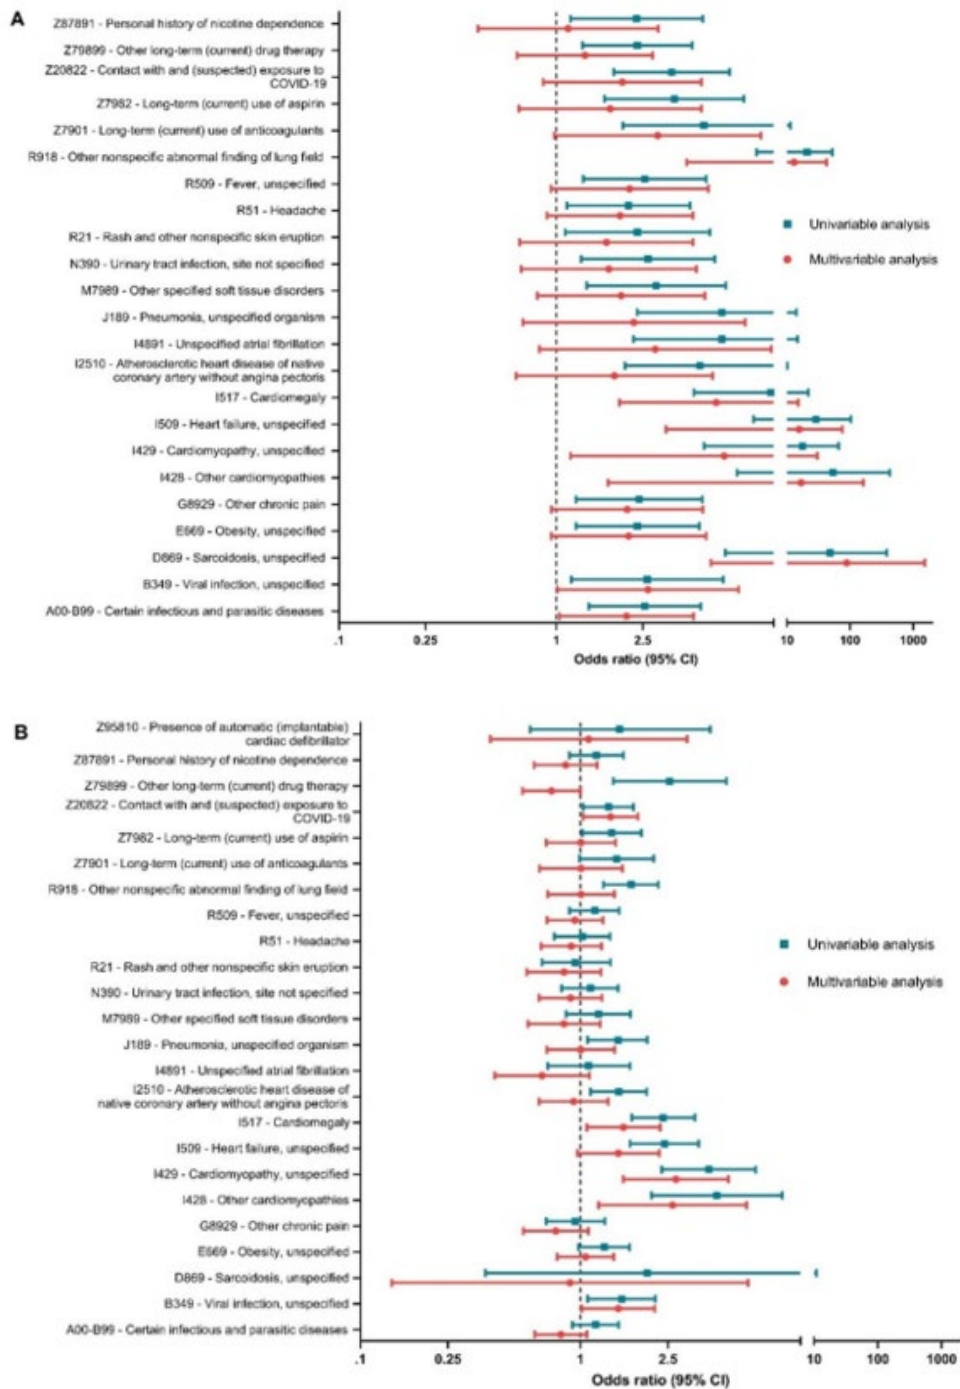 A
Z87891 - Personal history of nicotine dependence
Z79899 - Other long-term (current) drug therapy
Z20822 - Contact with and (suspected) exposure to
COVID-19
Z7982 - Long-term (current) use of aspirin
Z7901 - Long-term (current) use of anticoagulants
R918 - Other nonspecific abnormal finding of lung field
R509 - Fever, unspecified
R51 - Headache
R21 - Rash and other nonspecific skin eruption
N390 - Urinary tract infection, site not specified
M7989 - Other specified soft tissue disorders
J189 - Pneumonia, unspecified organism
I4891 - Unspecified atrial fibrillation
I2510 - Atherosclerotic heart disease of native
coronary artery without angina pectoris
I517 - Cardiomegaly
I509 - Heart failure, unspecified
I429 - Cardiomyopathy, unspecified
I428 - Other cardiomyopathies
G8929 - Other chronic pain
E669 - Obesity, unspecified
D869 - Sarcoidosis, unspecified
B349 - Viral infection, unspecified
A00-B99 - Certain infectious and parasitic diseases
Univariable analysis
Multivariable analysis
.1 0.25 1 2.5 10 100 1000
Odds ratio (95% CI)
B
Z95810 - Presence of automatic (implantable)
cardiac defibrillator
Z87891 - Personal history of nicotine dependence
Z79899 - Other long-term (current) drug therapy
Z20822 - Contact with and (suspected) exposure to
COVID-19
Z7982 - Long-term (current) use of aspirin
Z7901 - Long-term (current) use of anticoagulants
R918 - Other nonspecific abnormal finding of lung field
R509 - Fever, unspecified
R51 - Headache
R21 - Rash and other nonspecific skin eruption
N390 - Urinary tract infection, site not specified
M7989 - Other specified soft tissue disorders
J189 - Pneumonia, unspecified organism
I4891 - Unspecified atrial fibrillation
I2510 - Atherosclerotic heart disease of
native coronary artery without angina pectoris
I517 - Cardiomegaly
I509 - Heart failure, unspecified
I429 - Cardiomyopathy, unspecified
I428 - Other cardiomyopathies
G8929 - Other chronic pain
E669 - Obesity, unspecified
D869 - Sarcoidosis, unspecified
B349 - Viral infection, unspecified
A00-B99 - Certain infectious and parasitic diseases
Univariable analysis
Multivariable analysis
.1 0.25 1 2.5 10 100 1000
Odds ratio (95% CI)